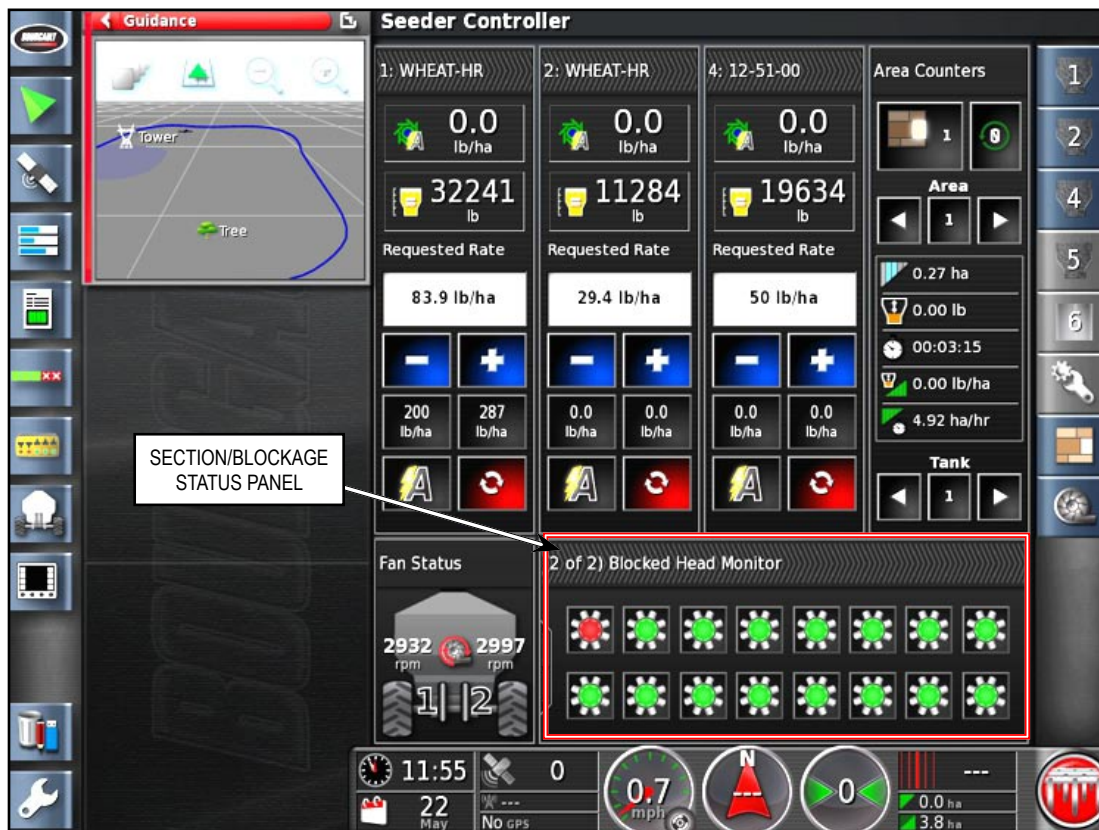 BOURGAULT
Guidance
Tower
Tree
Seeder Controller
1: WHEAT-HR
0.0
lb/ha
32241
lb
Requested Rate
83.9 lb/ha
200
lb/ha
287
lb/ha
A
2: WHEAT-HR
0.0
lb/ha
11284
lb
Requested Rate
29.4 lb/ha
0.0
lb/ha
0.0
lb/ha
A
4: 12-51-00
0.0
lb/ha
19634
lb
Requested Rate
50 lb/ha
0.0
lb/ha
0.0
lb/ha
A
Area Counters
1
0
Area
1
0.27 ha
0.00 lb
00:03:15
0.00 lb/ha
4.92 ha/hr
Tank
1
1
2
4
5
6
SECTION/BLOCKAGE
STATUS PANEL
Fan Status
2932
rpm
2997
rpm
1 2
2 of 2) Blocked Head Monitor
11:55
22
May
0
---
No GPS
0.7
mph
N
---
0
---
0.0 ha
3.8 ha